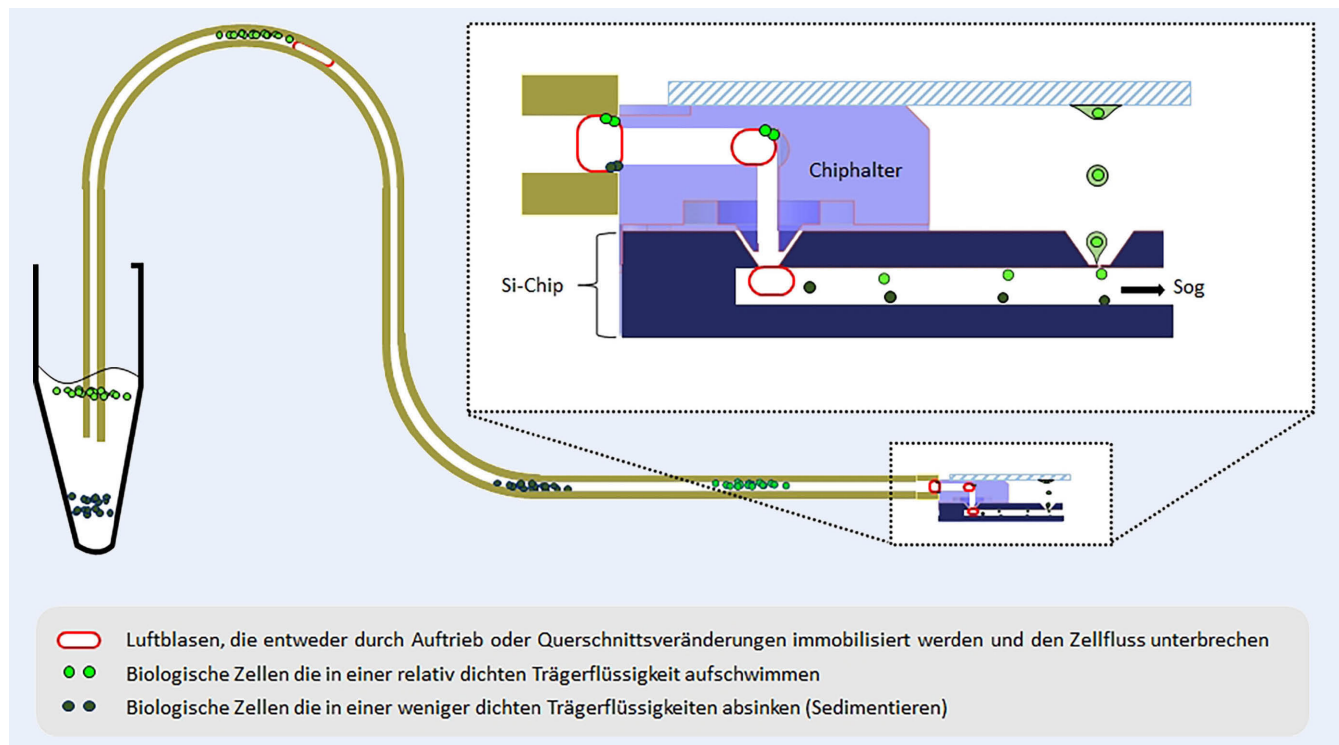 Chiphalter
Si-Chip
Sog
Luftblasen, die entweder durch Auftrieb oder Querschnittsveränderungen immobilisiert werden und den Zellfluss unterbrechen
Biologische Zellen die in einer relativ dichten Trägerflüssigkeit aufschwimmen
Biologische Zellen die in einer weniger dichten Trägerflüssigkeiten absinken (Sedimentieren)